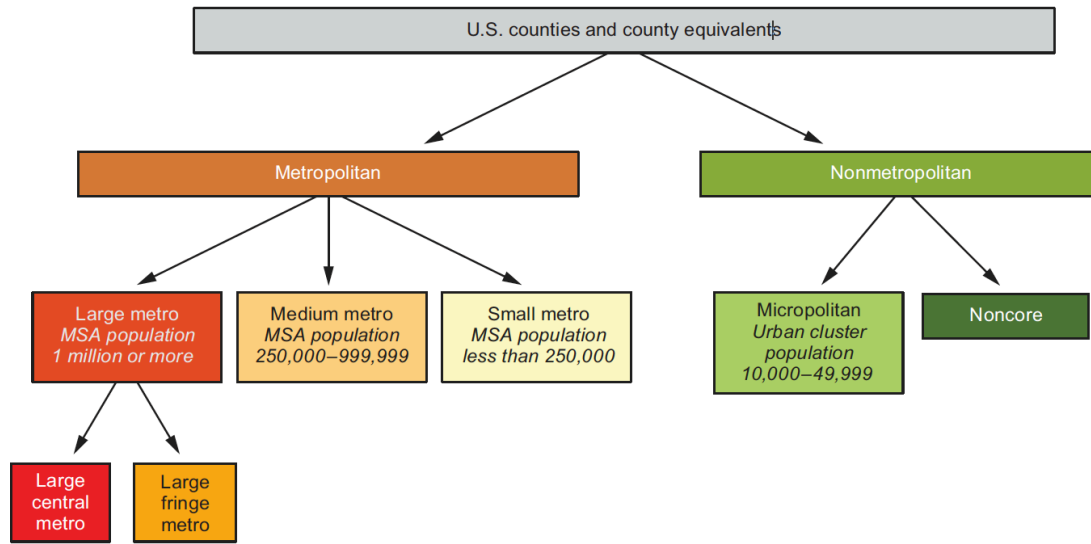 U.S. counties and county equivalents
Metropolitan
Nonmetropolitan
Large metro
MSA population
1 million or more
Medium metro
MSA population
250,000–999,999
Small metro
MSA population
less than 250,000
Micropolitan
Urban cluster
population
10,000–49,999
Noncore
Large
central
metro
Large
fringe
metro